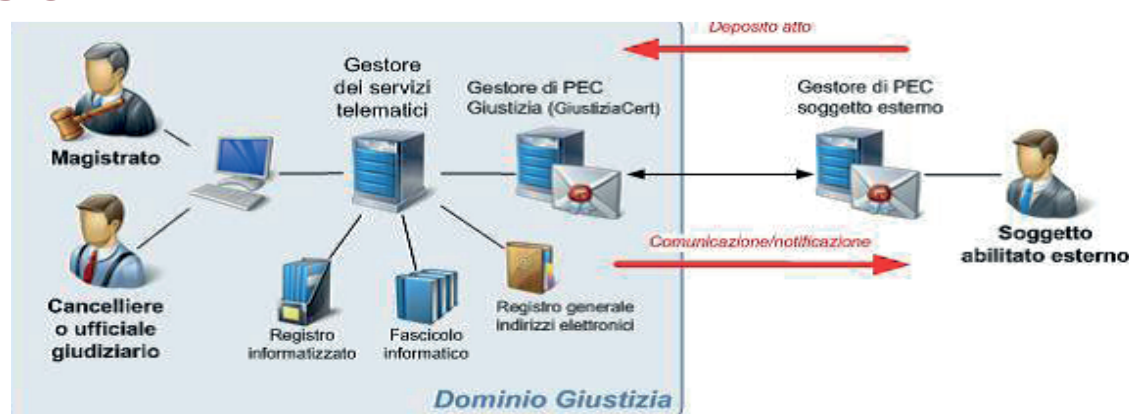 Deposito atto
Gestore
dei servizi
telematici
Gestore di PEC
Giustizia (GiustiziaCert)
Gestore di PEC
soggetto esterno
Magistrato
Cancelliere
o ufficiale
giudiziario
Comunicazione/notificazione
Soggetto
abilitato esterno
Registro
informatizzato
Fascicolo
informatico
Registro generale
indirizzi elettronici
Dominio Giustizia